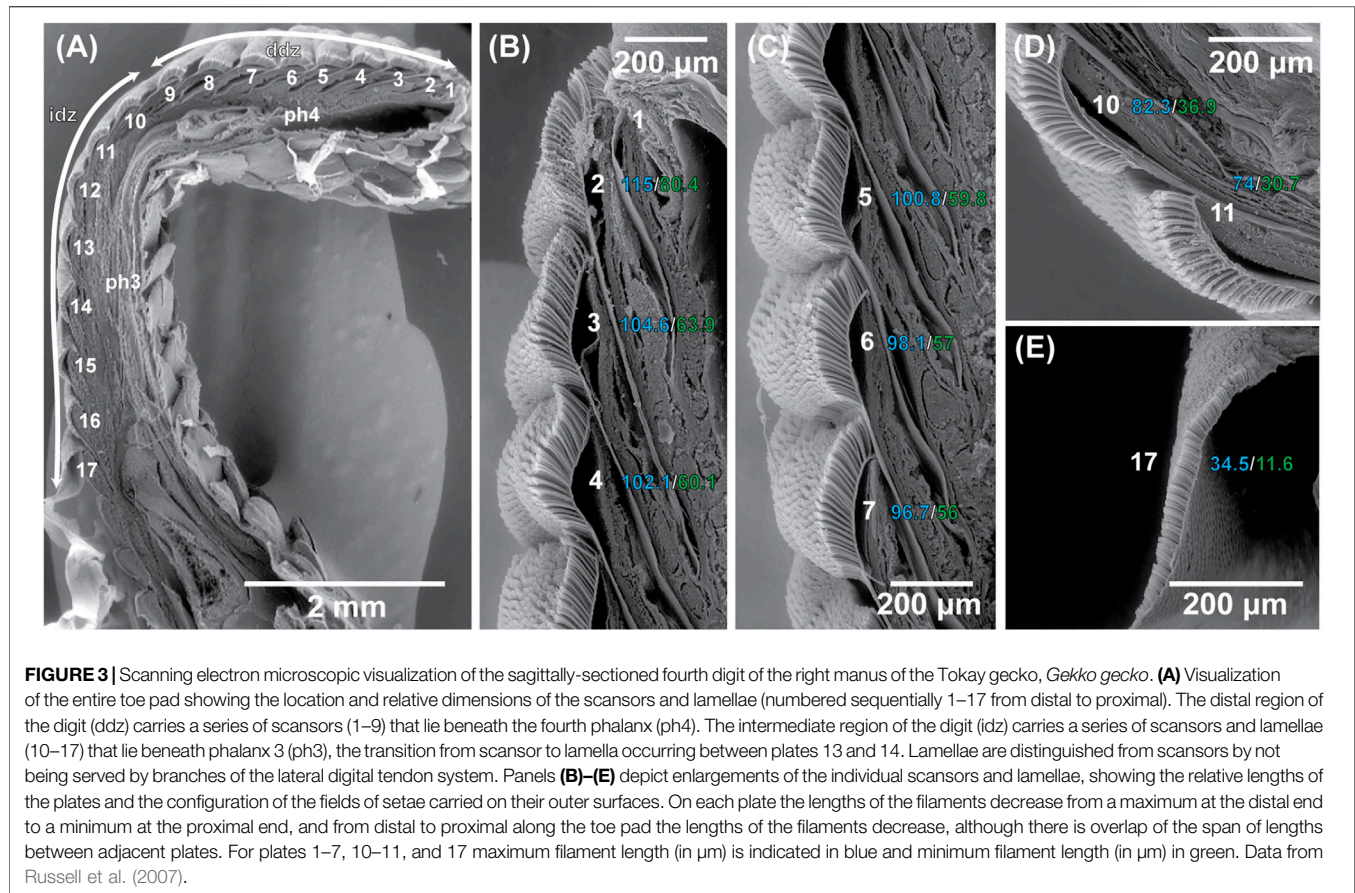 (A)
ddz
idz
1
2
3
4
5
6
7
8
9
10
11
12
13
14
15
16
17
ph4
ph3
2 mm
(B)
200 µm
1
2 115/80.4
3 104.6/63.9
4 102.1/60.1
(C)
5 100.8/59.8
6 98.1/57
7 96.7/56
200 µm
(D)
200 µm
10 82.3/36.9
74/30.7
11
(E)
17 34.5/11.6
200 µm
FIGURE 3 | Scanning electron microscopic visualization of the sagittally-sectioned fourth digit of the right manus of the Tokay gecko, Gekko gecko. (A) Visualization
of the entire toe pad showing the location and relative dimensions of the scansors and lamellae (numbered sequentially 1–17 from distal to proximal). The distal region of
the digit (ddz) carries a series of scansors (1–9) that lie beneath the fourth phalanx (ph4). The intermediate region of the digit (idz) carries a series of scansors and lamellae
(10–17) that lie beneath phalanx 3 (ph3), the transition from scansor to lamella occurring between plates 13 and 14. Lamellae are distinguished from scansors by not
being served by branches of the lateral digital tendon system. Panels (B)–(E) depict enlargements of the individual scansors and lamellae, showing the relative lengths of
the plates and the configuration of the fields of setae carried on their outer surfaces. On each plate the lengths of the filaments decrease from a maximum at the distal end
to a minimum at the proximal end, and from distal to proximal along the toe pad the lengths of the filaments decrease, although there is overlap of the span of lengths
between adjacent plates. For plates 1–7, 10–11, and 17 maximum filament length (in µm) is indicated in blue and minimum filament length (in µm) in green. Data from
Russell et al. (2007).